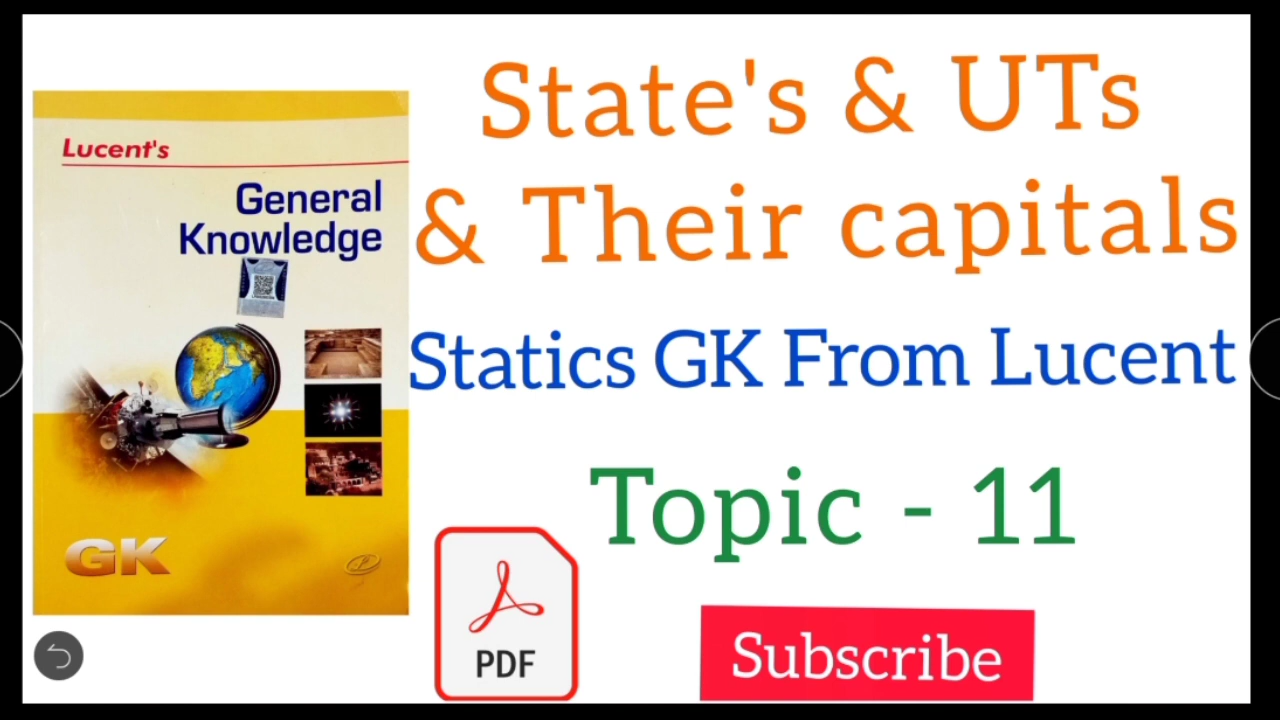 State's & UTs
& Their capitals
Statics GK From Lucent
Topic - 11
Subscribe
PDF
Lucent's
General
Knowledge
GK